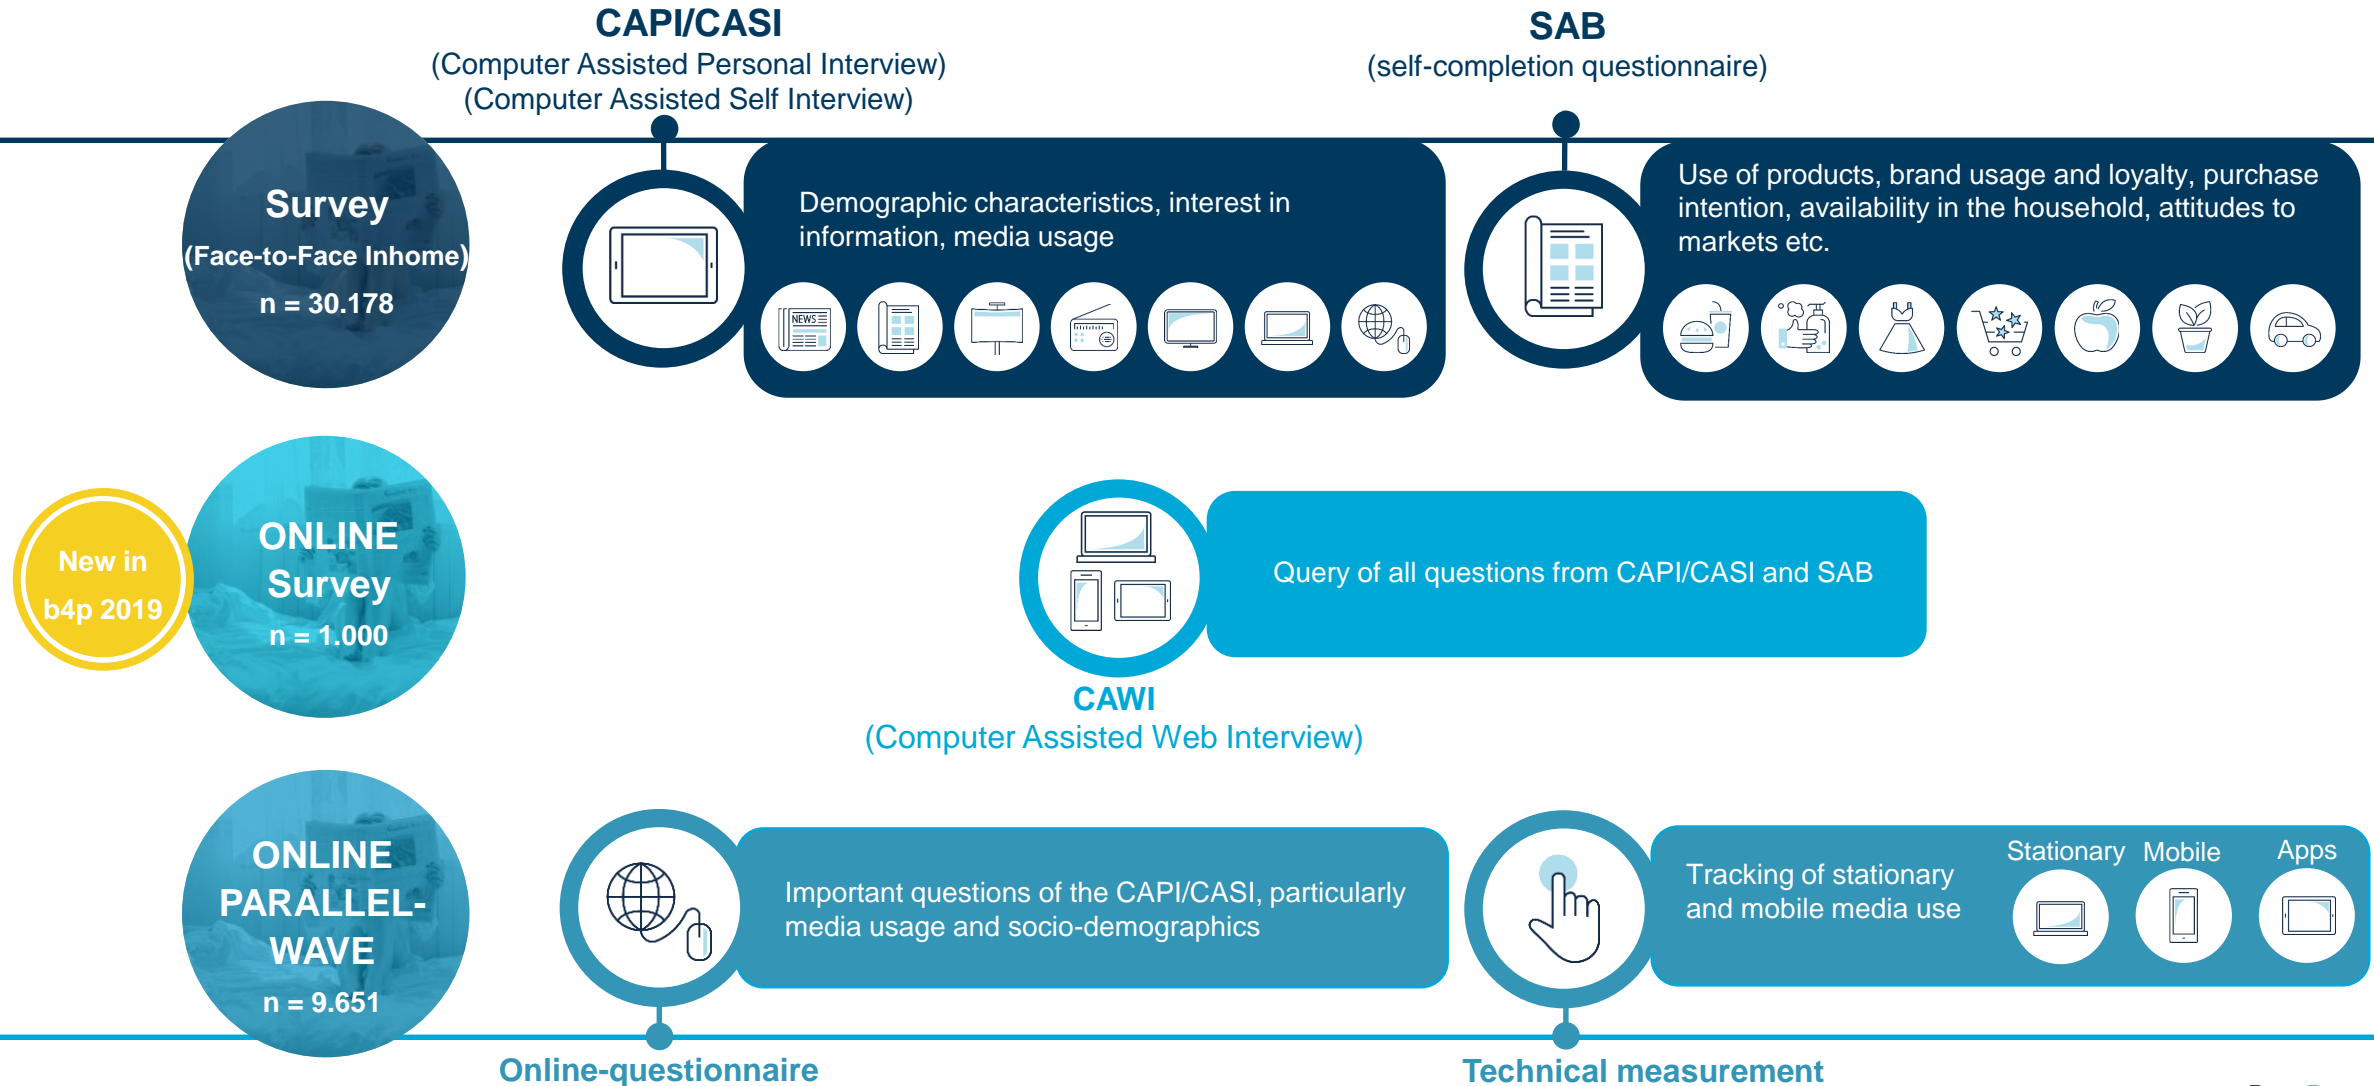 CAPI/CASI
(Computer Assisted Personal Interview)
(Computer Assisted Self Interview)
SAB
(self-completion questionnaire)
Survey
(Face-to-Face Inhome)
n = 30.178
Demographic characteristics, interest in
information, media usage
NEWS
Use of products, brand usage and loyalty, purchase
intention, availability in the household, attitudes to
markets etc.
New in
b4p 2019
ONLINE
Survey
n = 1.000
Query of all questions from CAPI/CASI and SAB
CAWI
(Computer Assisted Web Interview)
ONLINE
PARALLEL-
WAVE
n = 9.651
Important questions of the CAPI/CASI, particularly
media usage and socio-demographics
Tracking of stationary
and mobile media use
Stationary
Mobile
Apps
Online-questionnaire
Technical measurement